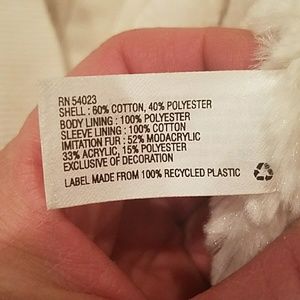 RN 54023
SHELL : 60% COTTON, 40% POLYESTER
BODY LINING : 100% POLYESTER
SLEEVE LINING : 100% COTTON
IMITATION FUR : 52% MODACRYLIC
33% ACRYLIC, 15% POLYESTER
EXCLUSIVE OF DECORATION
LABEL MADE FROM 100% RECYCLED PLASTIC